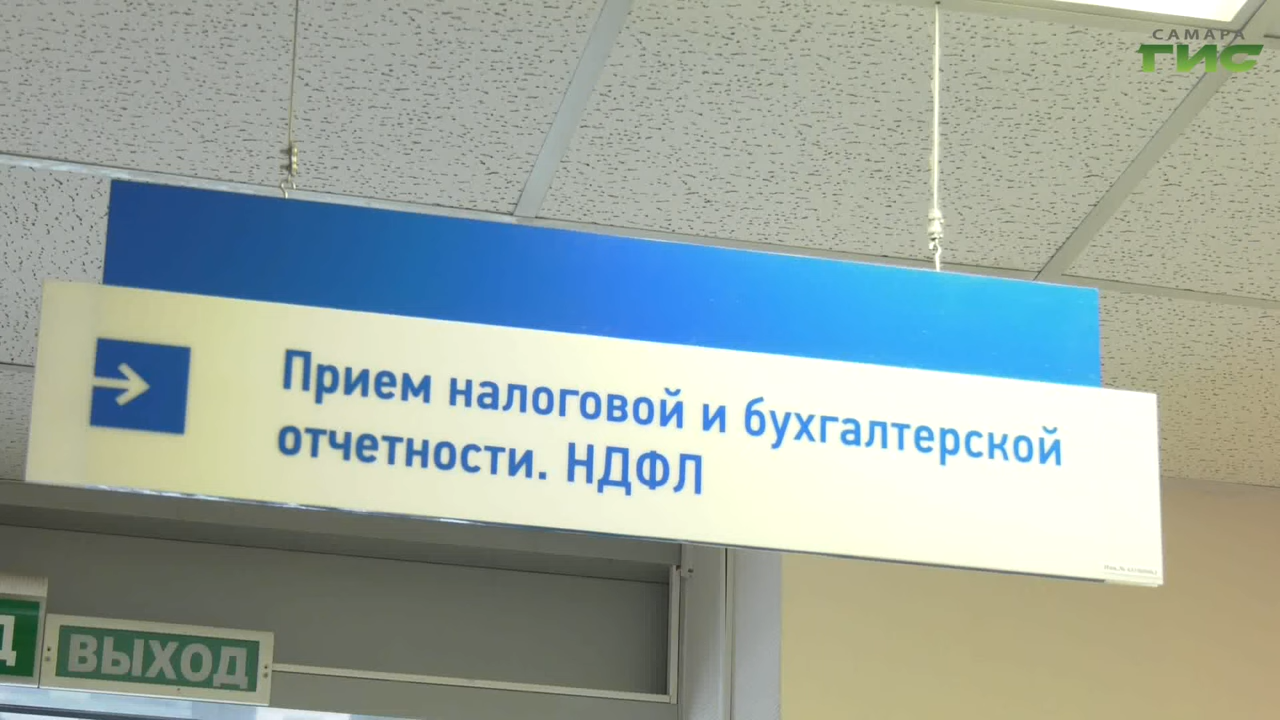 САМАРА
ГИС
Прием налоговой и бухгалтерской
отчетности. НДФЛ
Д
ВЫХОД